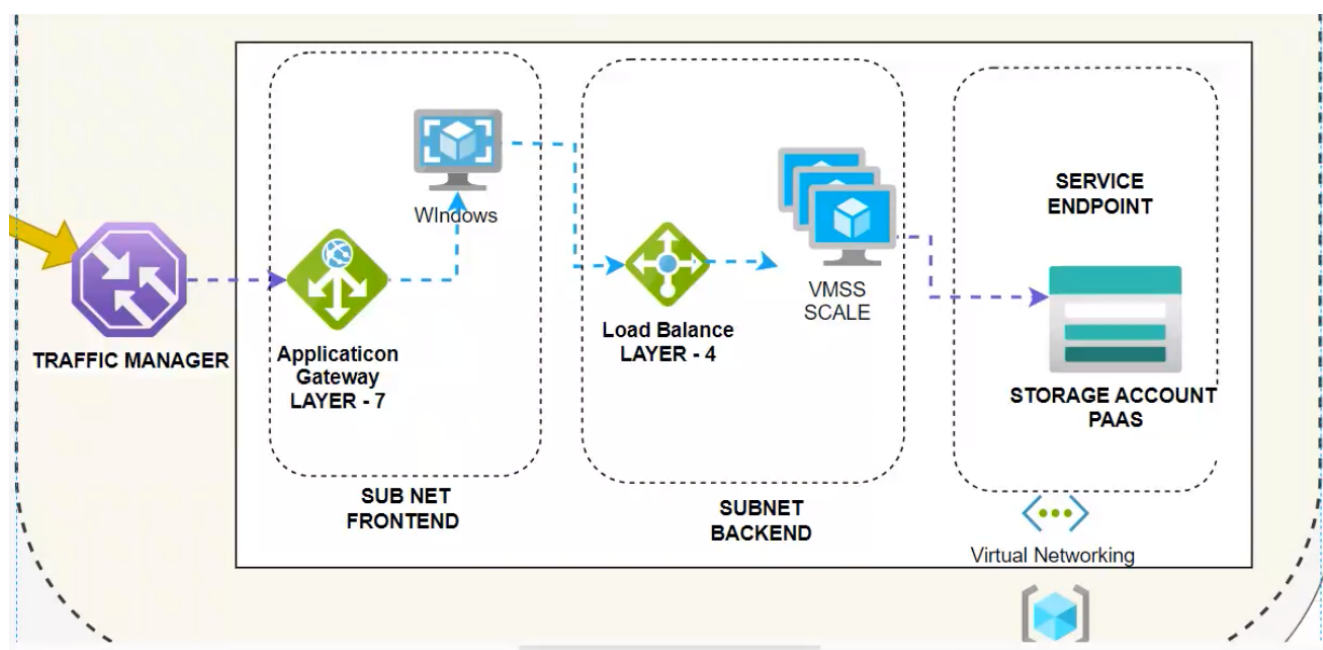 TRAFFIC MANAGER
Applicaticon
Gateway
LAYER - 7
WIndows
SUB NET
FRONTEND
Load Balance
LAYER - 4
VMSS
SCALE
SUBNET
BACKEND
SERVICE
ENDPOINT
STORAGE ACCOUNT
PAAS
Virtual Networking